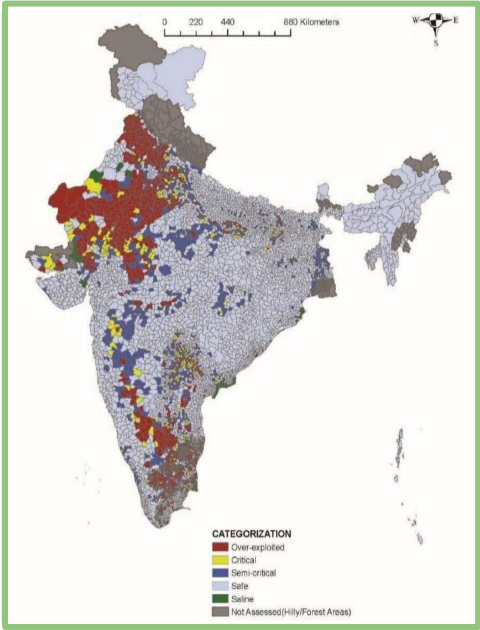 0 220 440 880 Kilometers
W E
S
CATEGORIZATION
Over-exploited
Critical
Semi-critical
Safe
Saline
Not Assessed(Hilly/Forest Areas)